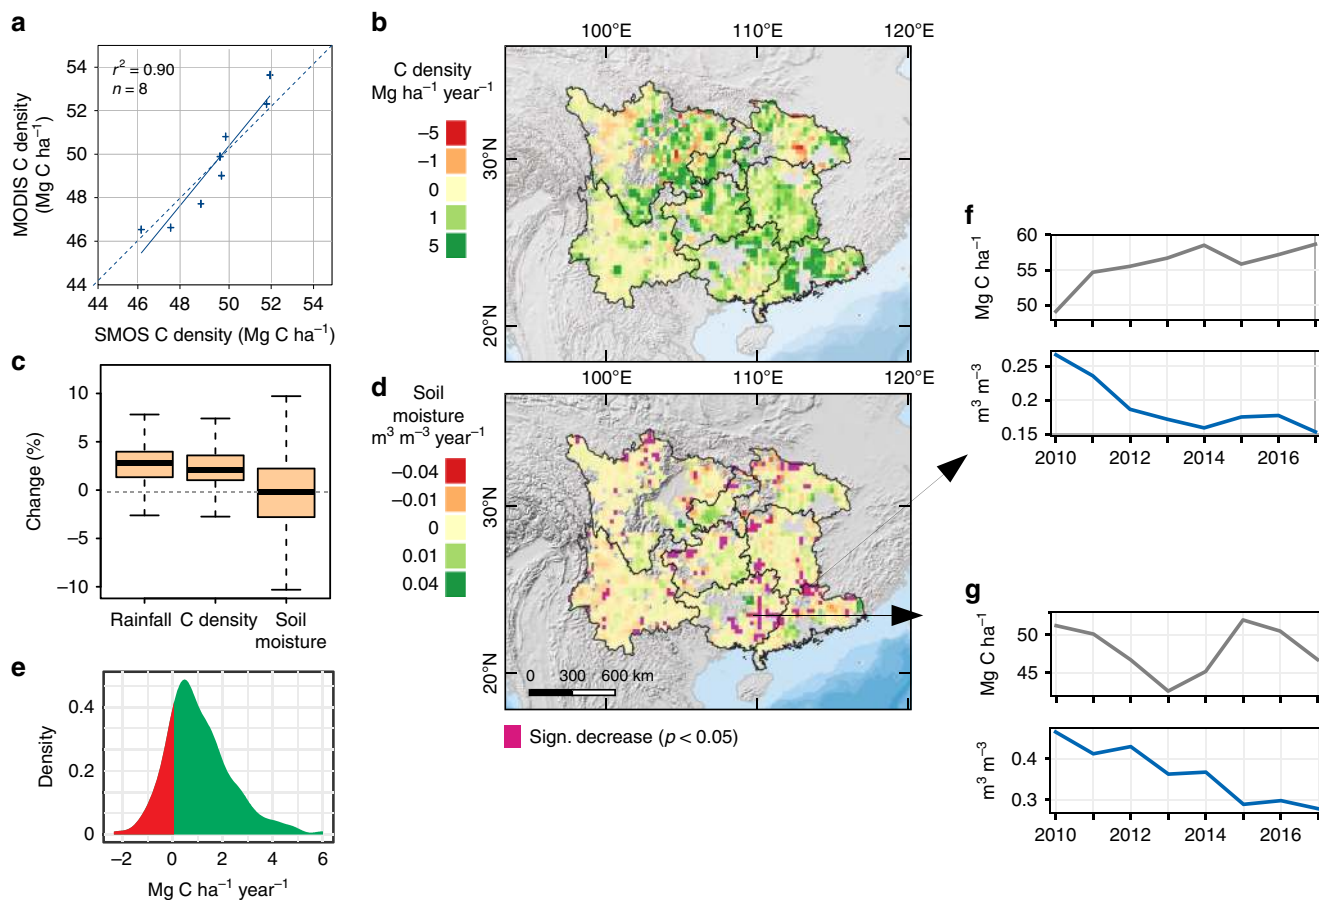 a
54
52
50
48
46
44
44
46
48
50
52
54
r² = 0.90
n = 8
MODIS C density
(Mg C ha⁻¹)
SMOS C density (Mg C ha⁻¹)
b
100°E
110°E
120°E
C density
Mg ha⁻¹ year⁻¹
−5
−1
0
1
5
30°N
20°N
c
10
5
0
−5
−10
Change (%)
Rainfall
C density
Soil
moisture
d
100°E
110°E
120°E
Soil
moisture
m³ m⁻³ year⁻¹
−0.04
−0.01
0
0.01
0.04
30°N
20°N
0 300 600 km
Sign. decrease (p < 0.05)
e
0.4
0.2
0
Density
−2
0
2
4
6
Mg C ha⁻¹ year⁻¹
f
60
55
50
Mg C ha⁻¹
0.25
0.2
0.15
m³ m⁻³
2010
2012
2014
2016
g
50
45
Mg C ha⁻¹
0.4
0.3
m³ m⁻³
2010
2012
2014
2016